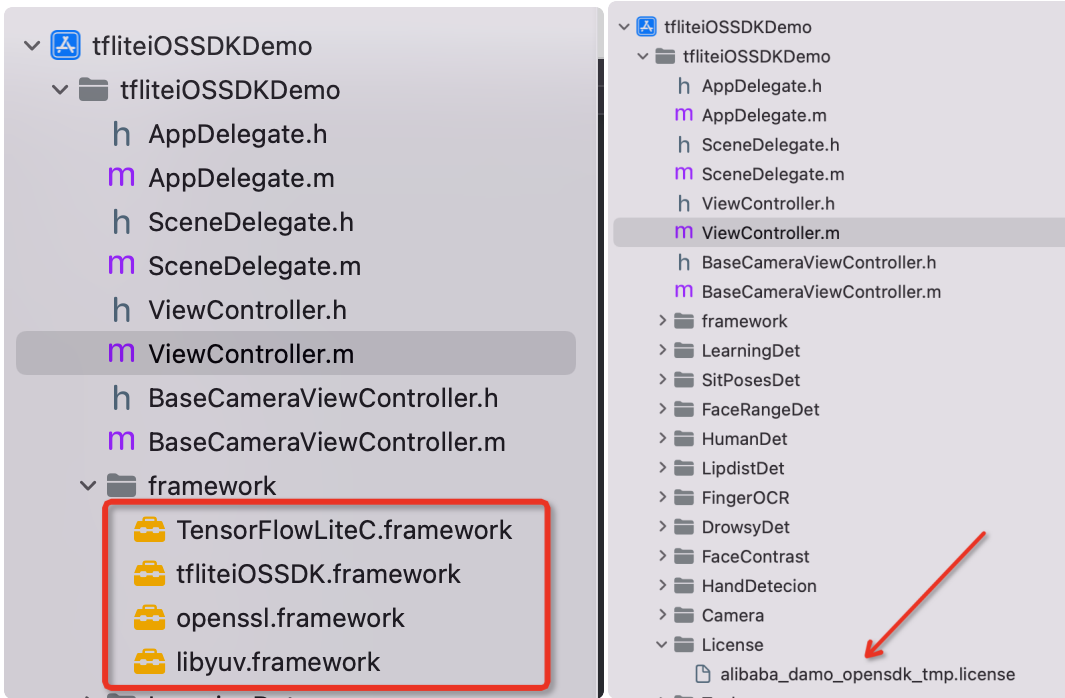 tfliteiOSSDKDemo
tfliteiOSSDKDemo
h AppDelegate.h
m AppDelegate.m
h SceneDelegate.h
m SceneDelegate.m
h ViewController.h
m ViewController.m
h BaseCameraViewController.h
m BaseCameraViewController.m
framework
TensorFlowLiteC.framework
tfliteiOSSDK.framework
openssl.framework
libyuv.framework
tfliteiOSSDKDemo
tfliteiOSSDKDemo
h AppDelegate.h
m AppDelegate.m
h SceneDelegate.h
m SceneDelegate.m
h ViewController.h
m ViewController.m
h BaseCameraViewController.h
m BaseCameraViewController.m
framework
LearningDet
SitPosesDet
FaceRangeDet
HumanDet
LipdistDet
FingerOCR
DrowsyDet
FaceContrast
HandDetecion
Camera
License
alibaba_damo_opensdk_tmp.license